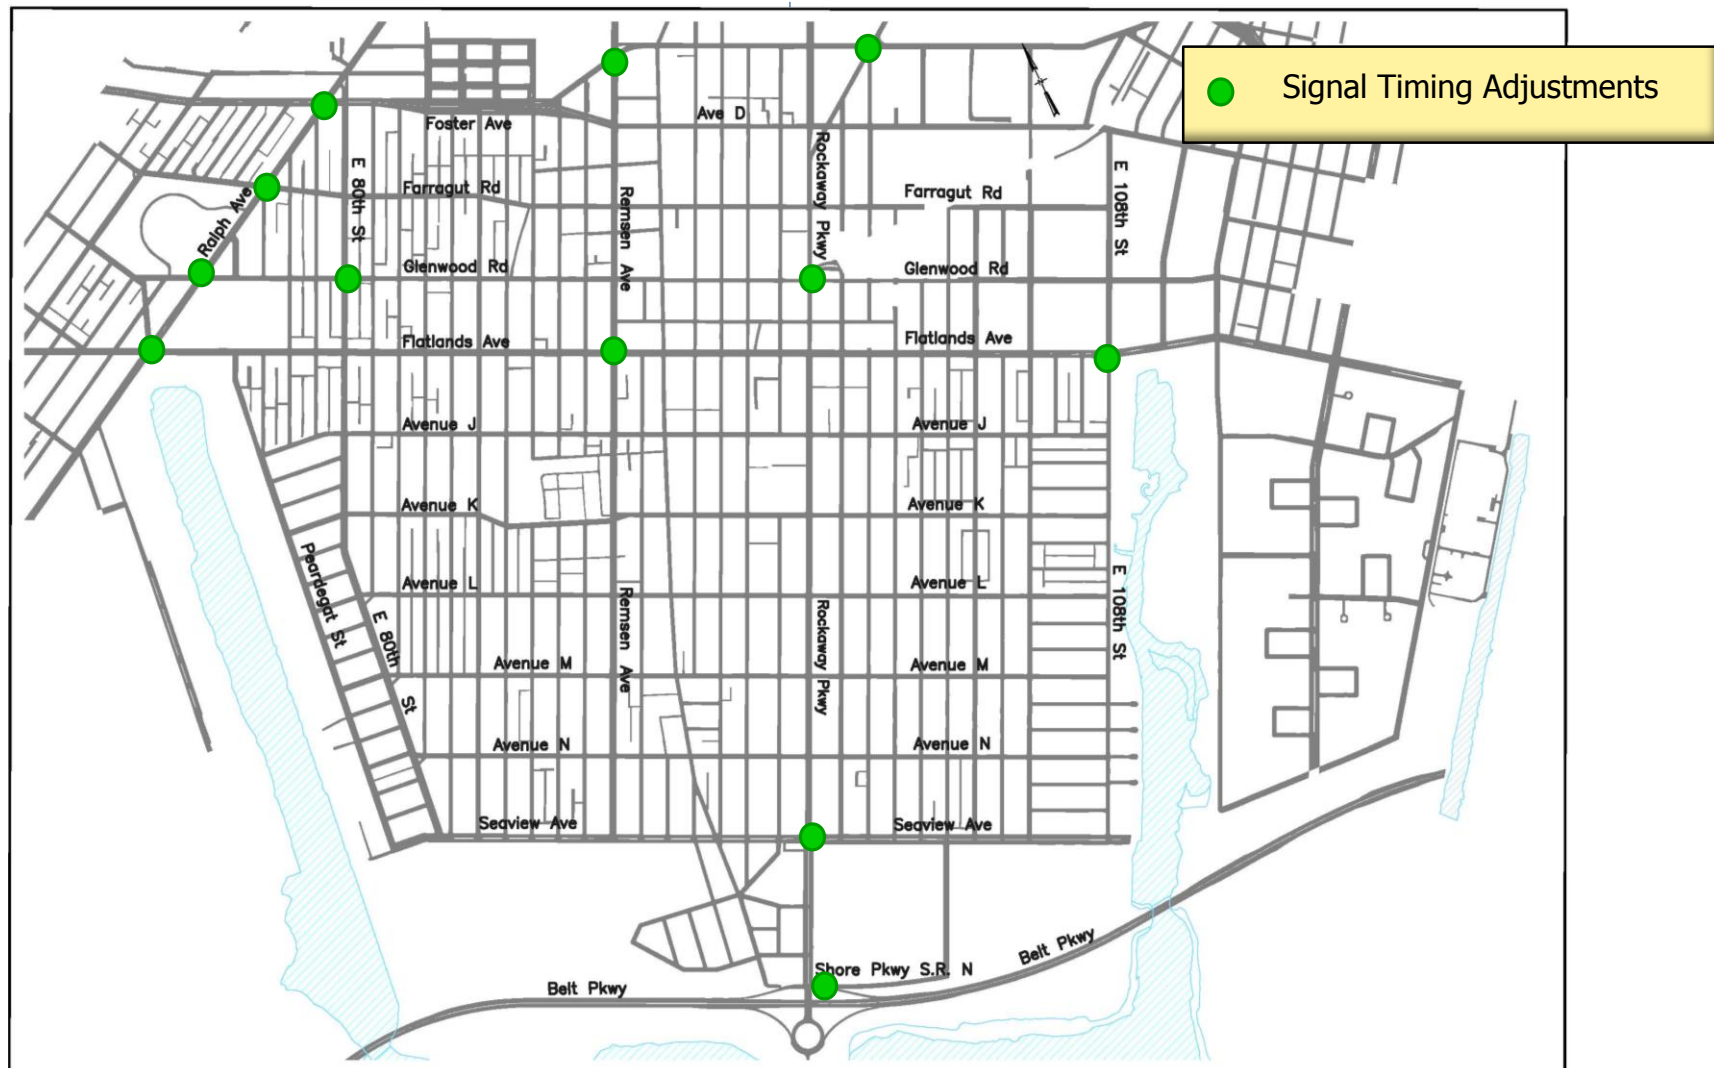 Signal Timing Adjustments
Ave D
Foster Ave
E 80th St
Farragut Rd
Remsen Ave
Rockaway Pkwy
Farragut Rd
E 108th St
Ralph Ave
Glenwood Rd
Glenwood Rd
Flatlands Ave
Flatlands Ave
Avenue J
Avenue J
Avenue K
Avenue K
Peardegat St
Avenue L
Avenue L
E 108th St
E 80th St
Remsen Ave
Rockaway Pkwy
Avenue M
Avenue M
Avenue N
Avenue N
Seaview Ave
Seaview Ave
Belt Pkwy
Shore Pkwy S.R. N
Belt Pkwy